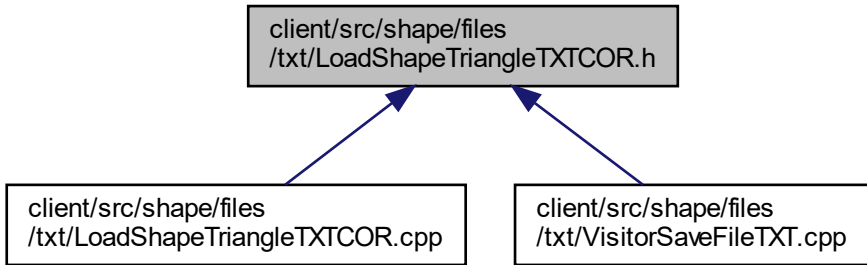 client/src/shape/files
/txt/LoadShapeTriangleTXTCOR.h
client/src/shape/files
/txt/LoadShapeTriangleTXTCOR.cpp
client/src/shape/files
/txt/VisitorSaveFileTXT.cpp